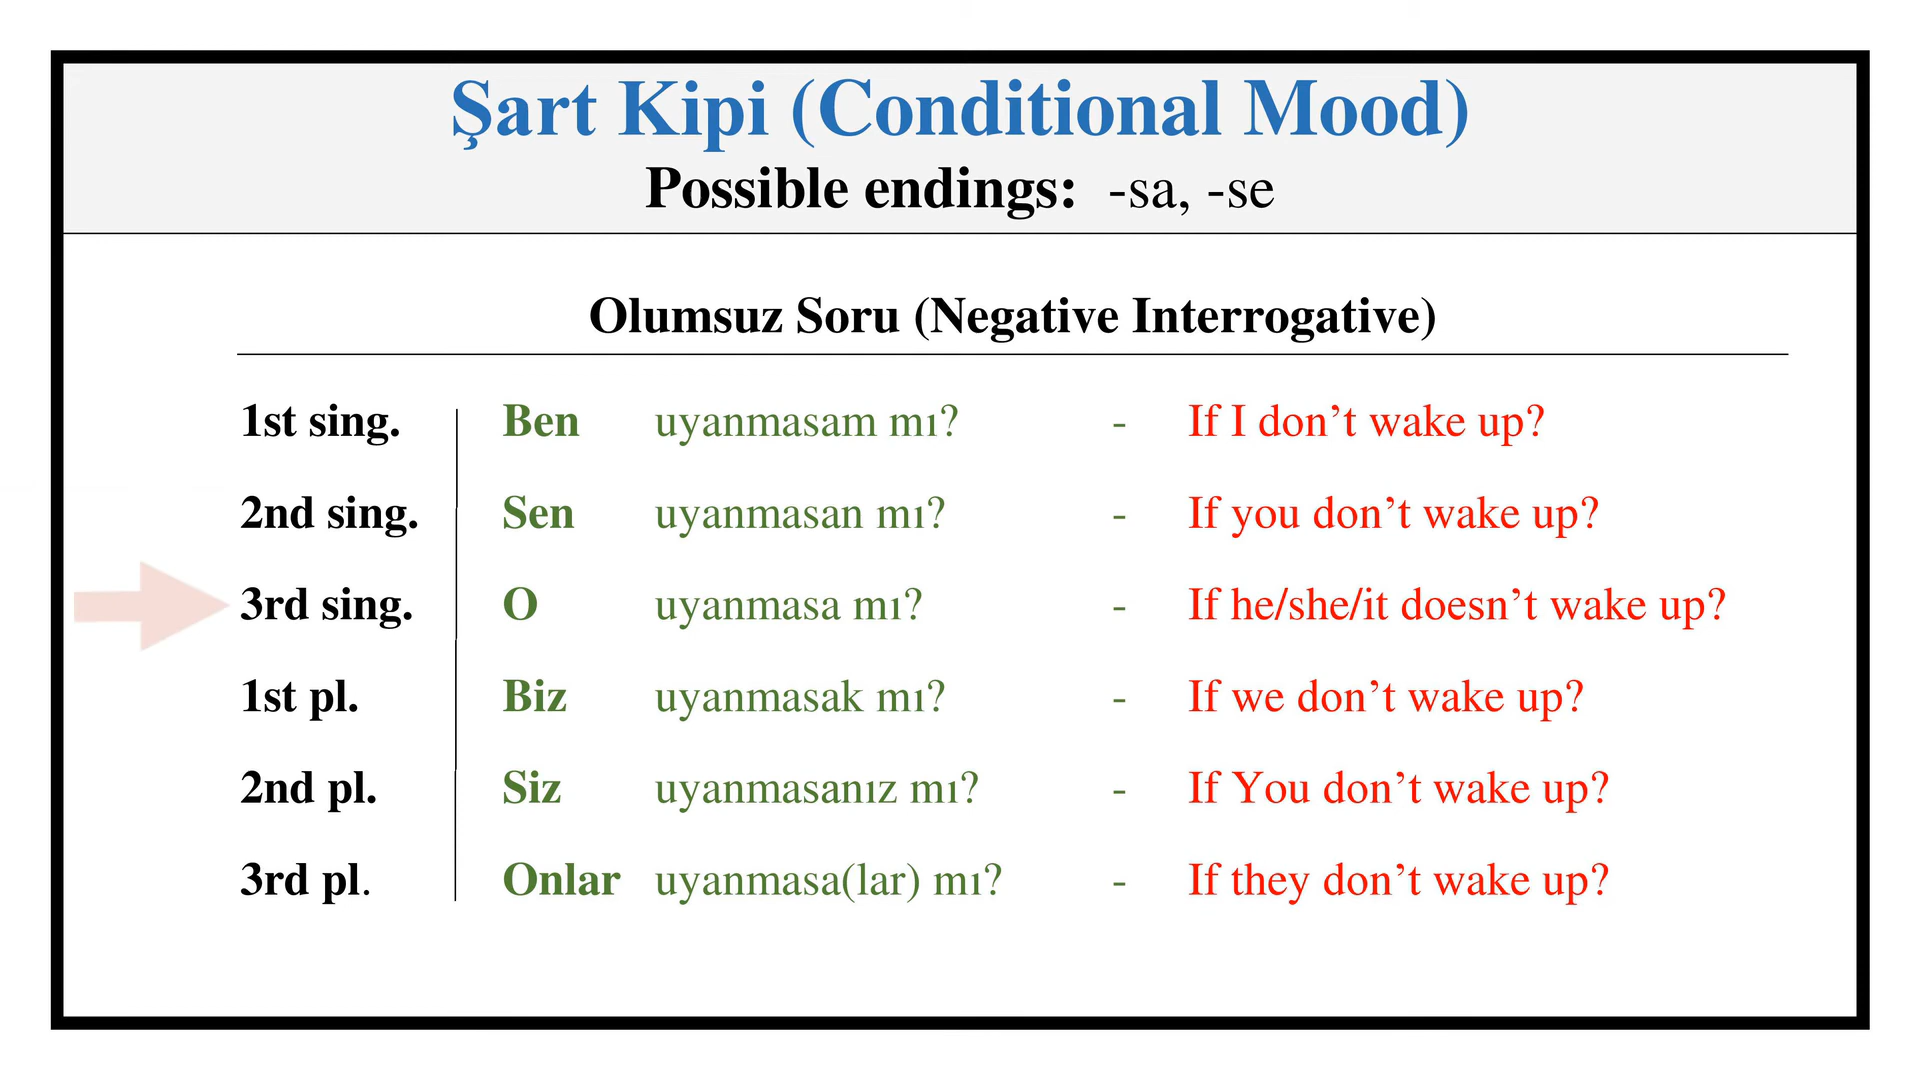 Şart Kipi (Conditional Mood)
Possible endings: -sa, -se
Olumsuz Soru (Negative Interrogative)
1st sing. Ben uyanmasam mı? - If I don’t wake up?
2nd sing. Sen uyanmasan mı? - If you don’t wake up?
3rd sing. O uyanmasa mı? - If he/she/it doesn’t wake up?
1st pl. Biz uyanmasak mı? - If we don’t wake up?
2nd pl. Siz uyanmasanız mı? - If You don’t wake up?
3rd pl. Onlar uyanmasa(lar) mı? - If they don’t wake up?